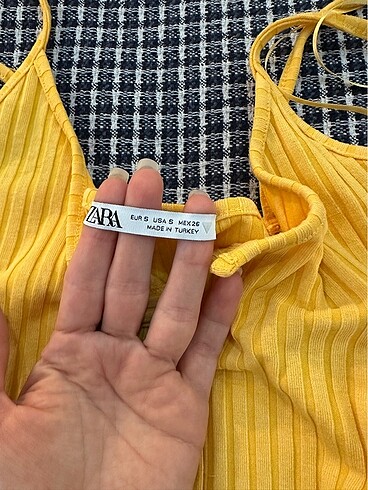 ZARA
EUR S USA S MEX 26
MADE IN TURKEY